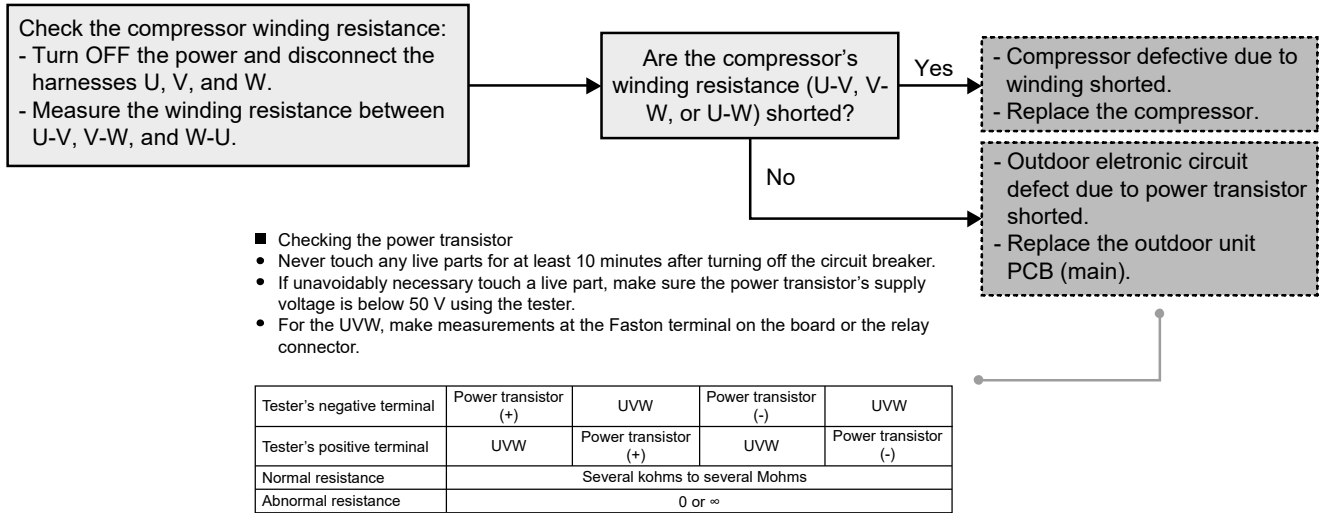 Check the compressor winding resistance:
- Turn OFF the power and disconnect the
harnesses U, V, and W.
- Measure the winding resistance between
U-V, V-W, and W-U.
Are the compressor's
winding resistance (U-V, V-
W, or U-W) shorted?
Yes
- Compressor defective due to
winding shorted.
- Replace the compressor.
No
- Outdoor eletronic circuit
defect due to power transistor
shorted.
- Replace the outdoor unit
PCB (main).
■ Checking the power transistor
• Never touch any live parts for at least 10 minutes after turning off the circuit breaker.
• If unavoidably necessary touch a live part, make sure the power transistor's supply
voltage is below 50 V using the tester.
• For the UVW, make measurements at the Faston terminal on the board or the relay
connector.
Tester's negative terminal Power transistor (+) UVW Power transistor (-) UVW
Tester's positive terminal UVW Power transistor (+) UVW Power transistor (-)
Normal resistance Several kohms to several Mohms
Abnormal resistance 0 or ∞